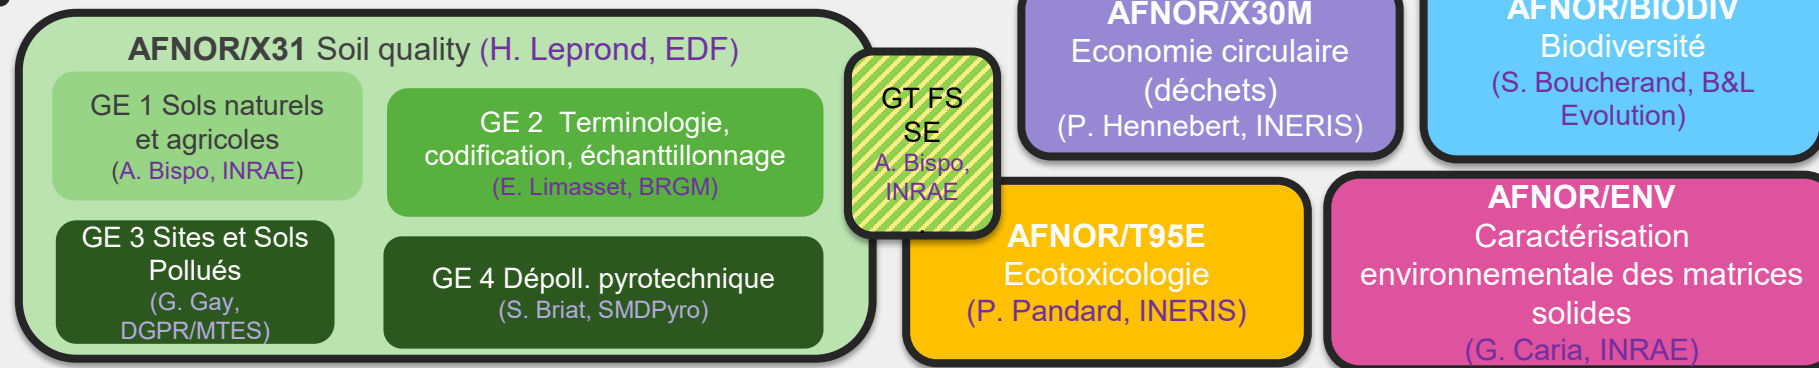 AFNOR/X31 Soil quality (H. Leprond, EDF)
GE 1 Sols naturels
et agricoles
(A. Bispo, INRAE)
GE 2  Terminologie,
codification, échanttillonnage
(E. Limasset, BRGM)
GE 3 Sites et Sols
Pollués
(G. Gay,
DGPR/MTES)
GE 4 Dépoll. pyrotechnique
(S. Briat, SMDPyro)
GT FS
SE
A. Bispo,
INRAE
AFNOR/X30M
Economie circulaire
(déchets)
(P. Hennebert, INERIS)
AFNOR/BIODIV
Biodiversité
(S. Boucherand, B&L
Evolution)
AFNOR/T95E
Ecotoxicologie
(P. Pandard, INERIS)
AFNOR/ENV
Caractérisation
environnementale des matrices
solides
(G. Caria, INRAE)